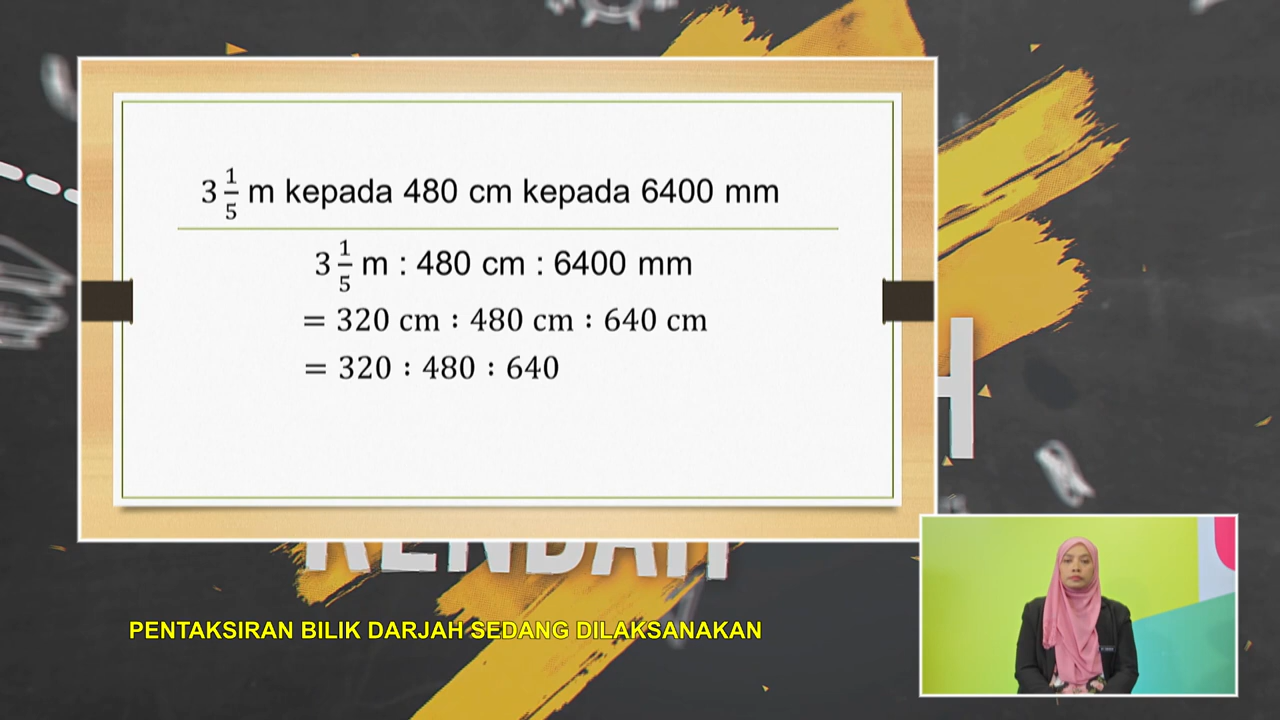 3 1/5 m kepada 480 cm kepada 6400 mm
3 1/5 m : 480 cm : 6400 mm
= 320 cm : 480 cm : 640 cm
= 320 : 480 : 640
H
RENDAH
PENTAKSIRAN BILIK DARJAH SEDANG DILAKSANAKAN